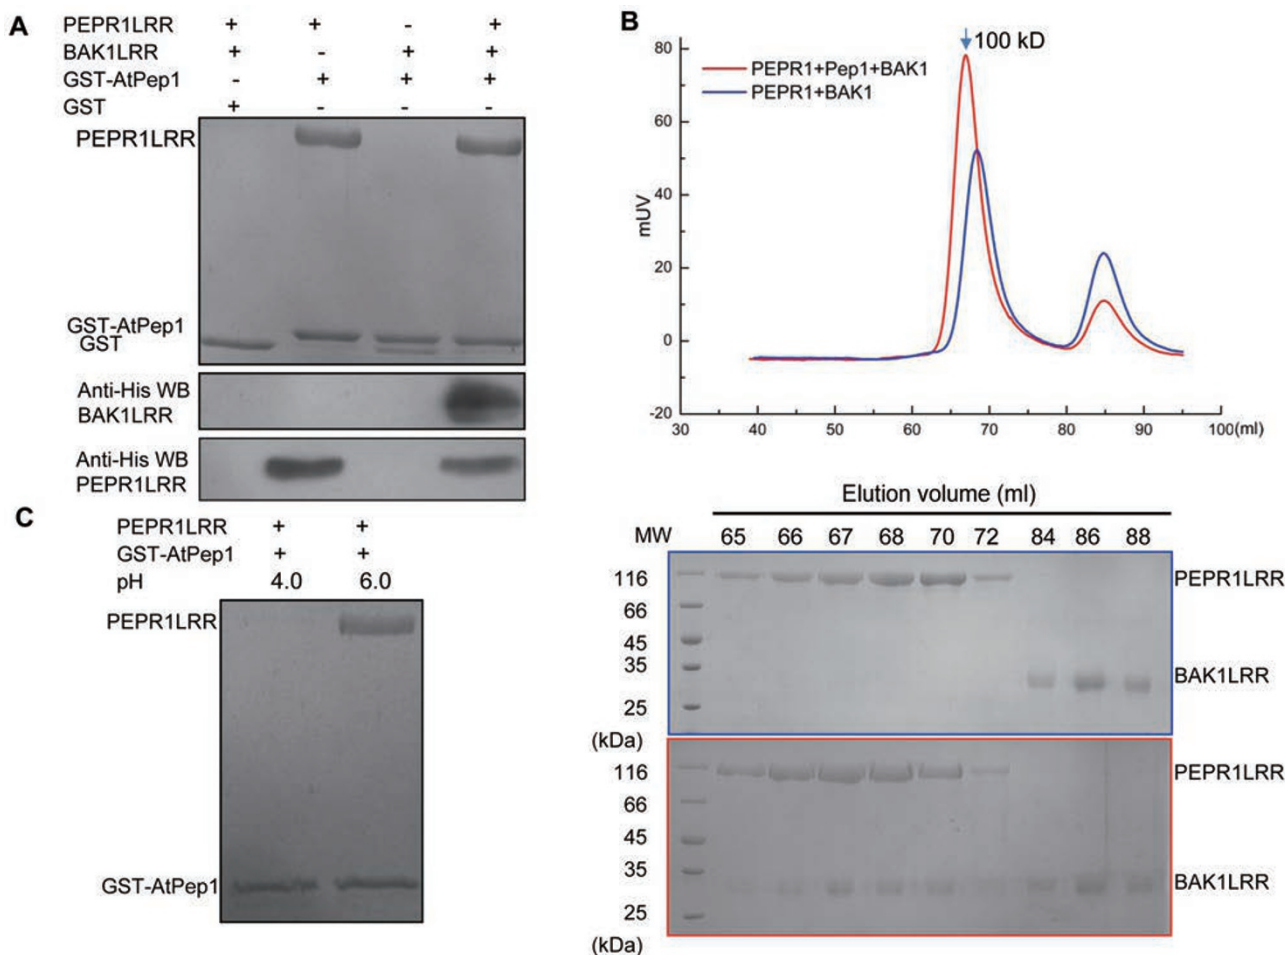 A
PEPR1LRR + + - +
BAK1LRR + - + +
GST-AtPep1 - + + +
GST + - - -
PEPR1LRR
GST-AtPep1
GST
Anti-His WB
BAK1LRR
Anti-His WB
PEPR1LRR
B
100 kD
PEPR1+Pep1+BAK1
PEPR1+BAK1
mUV
80
60
40
20
0
-20
30 40 50 60 70 80 90 100(ml)
Elution volume (ml)
MW 65 66 67 68 70 72 84 86 88
116 PEPR1LRR
66
45
35 BAK1LRR
25
(kDa)
116 PEPR1LRR
66
45
35 BAK1LRR
25
(kDa)
C
PEPR1LRR + +
GST-AtPep1 + +
pH 4.0 6.0
PEPR1LRR
GST-AtPep1